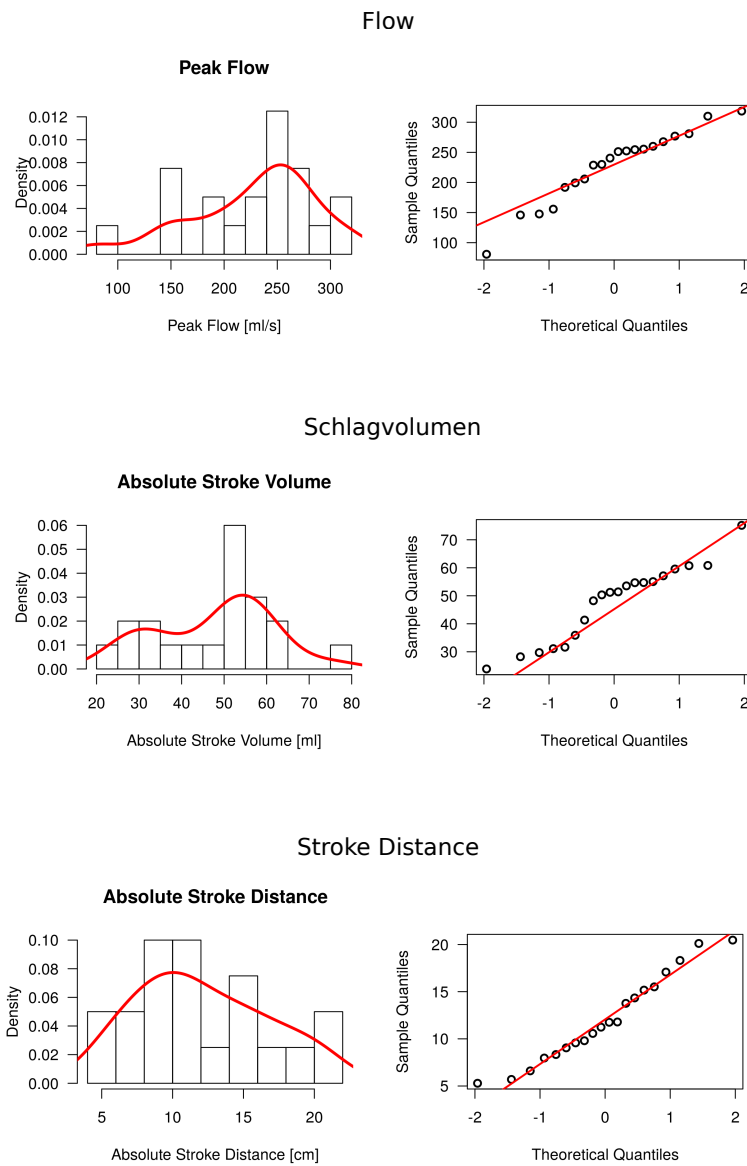 Flow
Peak Flow
Density
0.012
0.010
0.008
0.006
0.004
0.002
0.000
100 150 200 250 300
Peak Flow [ml/s]
Sample Quantiles
300
250
200
150
100
-2 -1 0 1 2
Theoretical Quantiles
Schlagvolumen
Absolute Stroke Volume
Density
0.06
0.05
0.04
0.03
0.02
0.01
0.00
20 30 40 50 60 70 80
Absolute Stroke Volume [ml]
Sample Quantiles
70
60
50
40
30
-2 -1 0 1 2
Theoretical Quantiles
Stroke Distance
Absolute Stroke Distance
Density
0.10
0.08
0.06
0.04
0.02
0.00
5 10 15 20
Absolute Stroke Distance [cm]
Sample Quantiles
20
15
10
5
-2 -1 0 1 2
Theoretical Quantiles